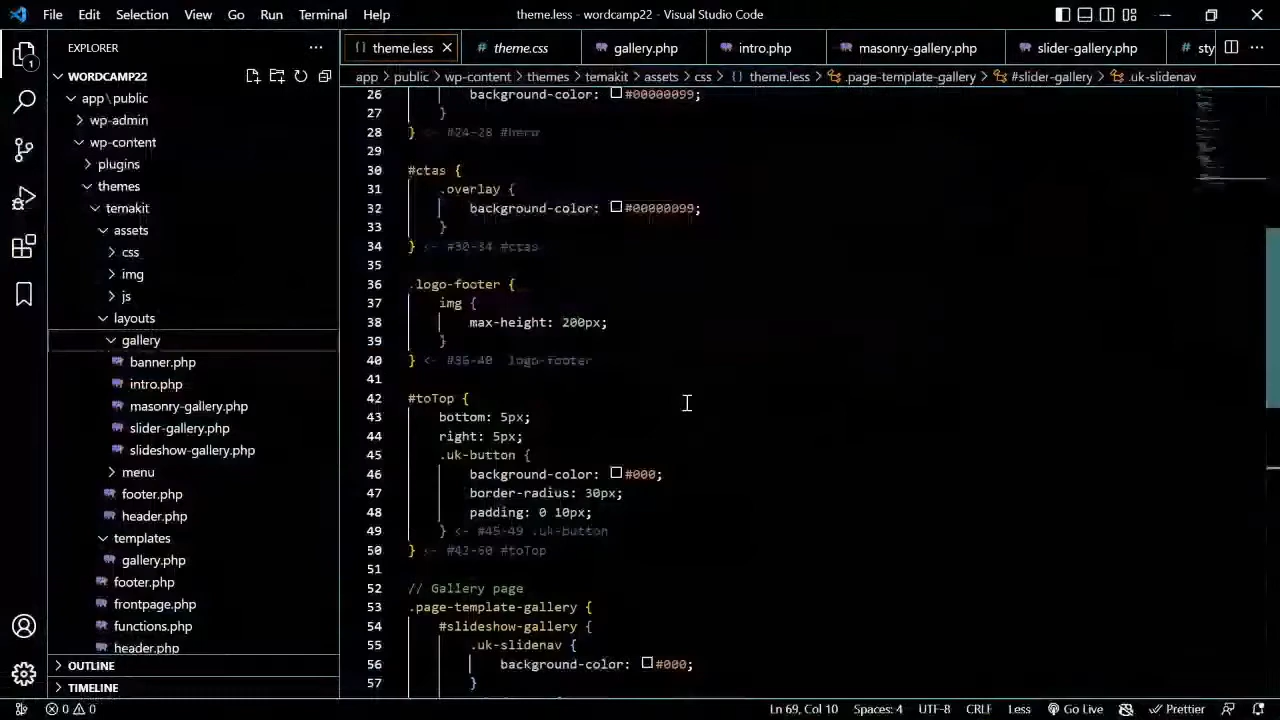 File Edit Selection View Go Run Terminal Help
theme.less - wordcamp22 - Visual Studio Code
EXPLORER
1
WORDCAMP22
app\public
wp-admin
wp-content
plugins
themes
temakit
assets
css
img
js
layouts
gallery
banner.php
intro.php
masonry-gallery.php
slider-gallery.php
slideshow-gallery.php
menu
footer.php
header.php
templates
gallery.php
footer.php
frontpage.php
functions.php
header.php
OUTLINE
TIMELINE
theme.less theme.css gallery.php intro.php masonry-gallery.php slider-gallery.php sty
app > public > wp-content > themes > temakit > assets > css > {} theme.less > .page-template-gallery > #slider-gallery > .uk-slidenav
26 background-color: #00000099;
27 }
28 } <- #24-28 #hero
29
30 #ctas {
31 .overlay {
32 background-color: #00000099;
33 }
34 } <- #30-34 #ctas
35
36 .logo-footer {
37 img {
38 max-height: 200px;
39 }
40 } <- #36-40 .logo-footer
41
42 #toTop {
43 bottom: 5px;
44 right: 5px;
45 .uk-button {
46 background-color: #000;
47 border-radius: 30px;
48 padding: 0 10px;
49 } <- #45-49 .uk-button
50 } <- #42-50 #toTop
51
52 // Gallery page
53 .page-template-gallery {
54 #slideshow-gallery {
55 .uk-slidenav {
56 background-color: #000;
57 }
0 0 Ln 69, Col 10 Spaces: 4 UTF-8 CRLF Less Go Live Prettier